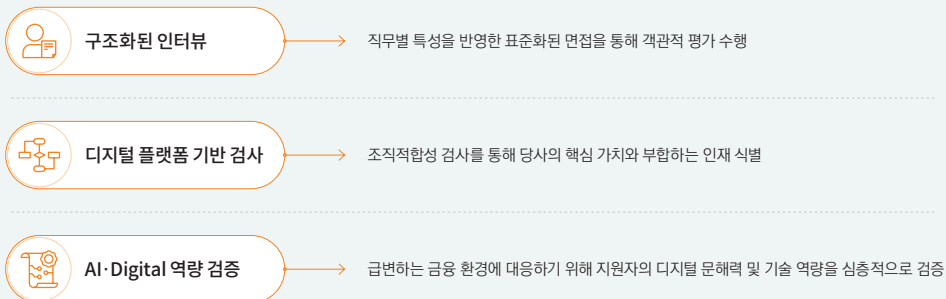 구조화된 인터뷰
직무별 특성을 반영한 표준화된 면접을 통해 객관적 평가 수행
디지털 플랫폼 기반 검사
조직적합성 검사를 통해 당사의 핵심 가치와 부합하는 인재 식별
AI·Digital 역량 검증
급변하는 금융 환경에 대응하기 위해 지원자의 디지털 문해력 및 기술 역량을 심층적으로 검증